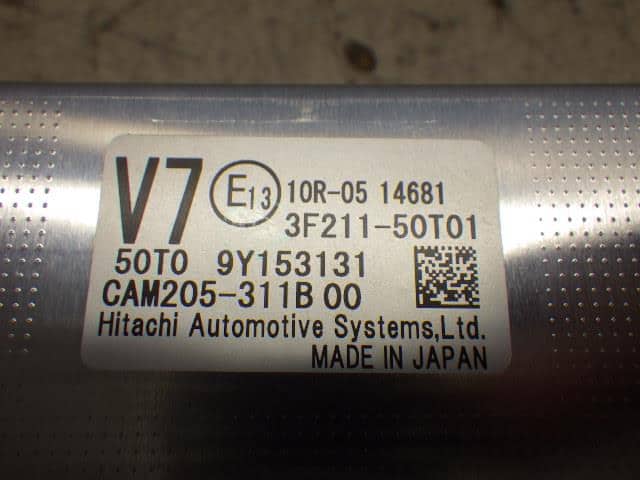 V7 E13 10R-05 14681
3F211-50T01
50T0 9Y153131
CAM205-311B 00
Hitachi Automotive Systems,Ltd.
MADE IN JAPAN